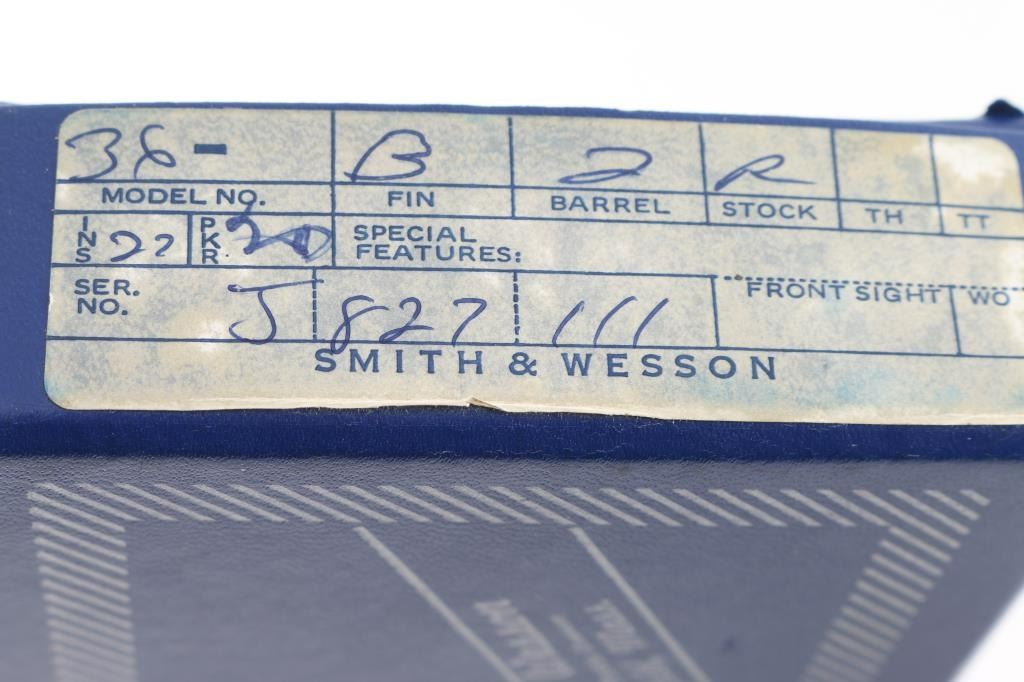 36- B 2 R
MODEL NO. FIN BARREL STOCK TH TT
INS 22 PKR. 20 SPECIAL FEATURES:
SER. NO. J 827 111 FRONT SIGHT WO
SMITH & WESSON